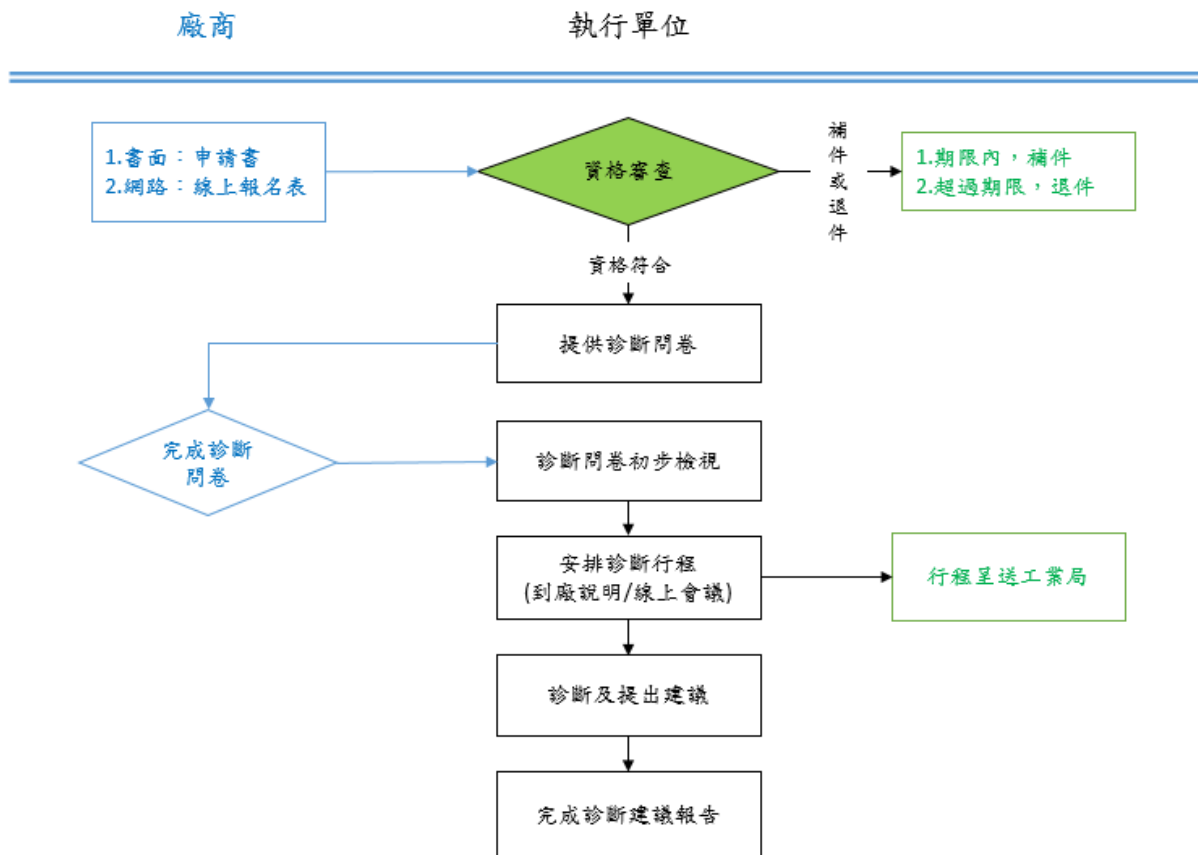 廠商
執行單位
1.書面：申請書
2.網路：線上報名表
資格審查
補件或退件
1.期限內，補件
2.超過期限，退件
資格符合
提供診斷問卷
完成診斷
問卷
診斷問卷初步檢視
安排診斷行程
(到廠說明/線上會議)
行程呈送工業局
診斷及提出建議
完成診斷建議報告